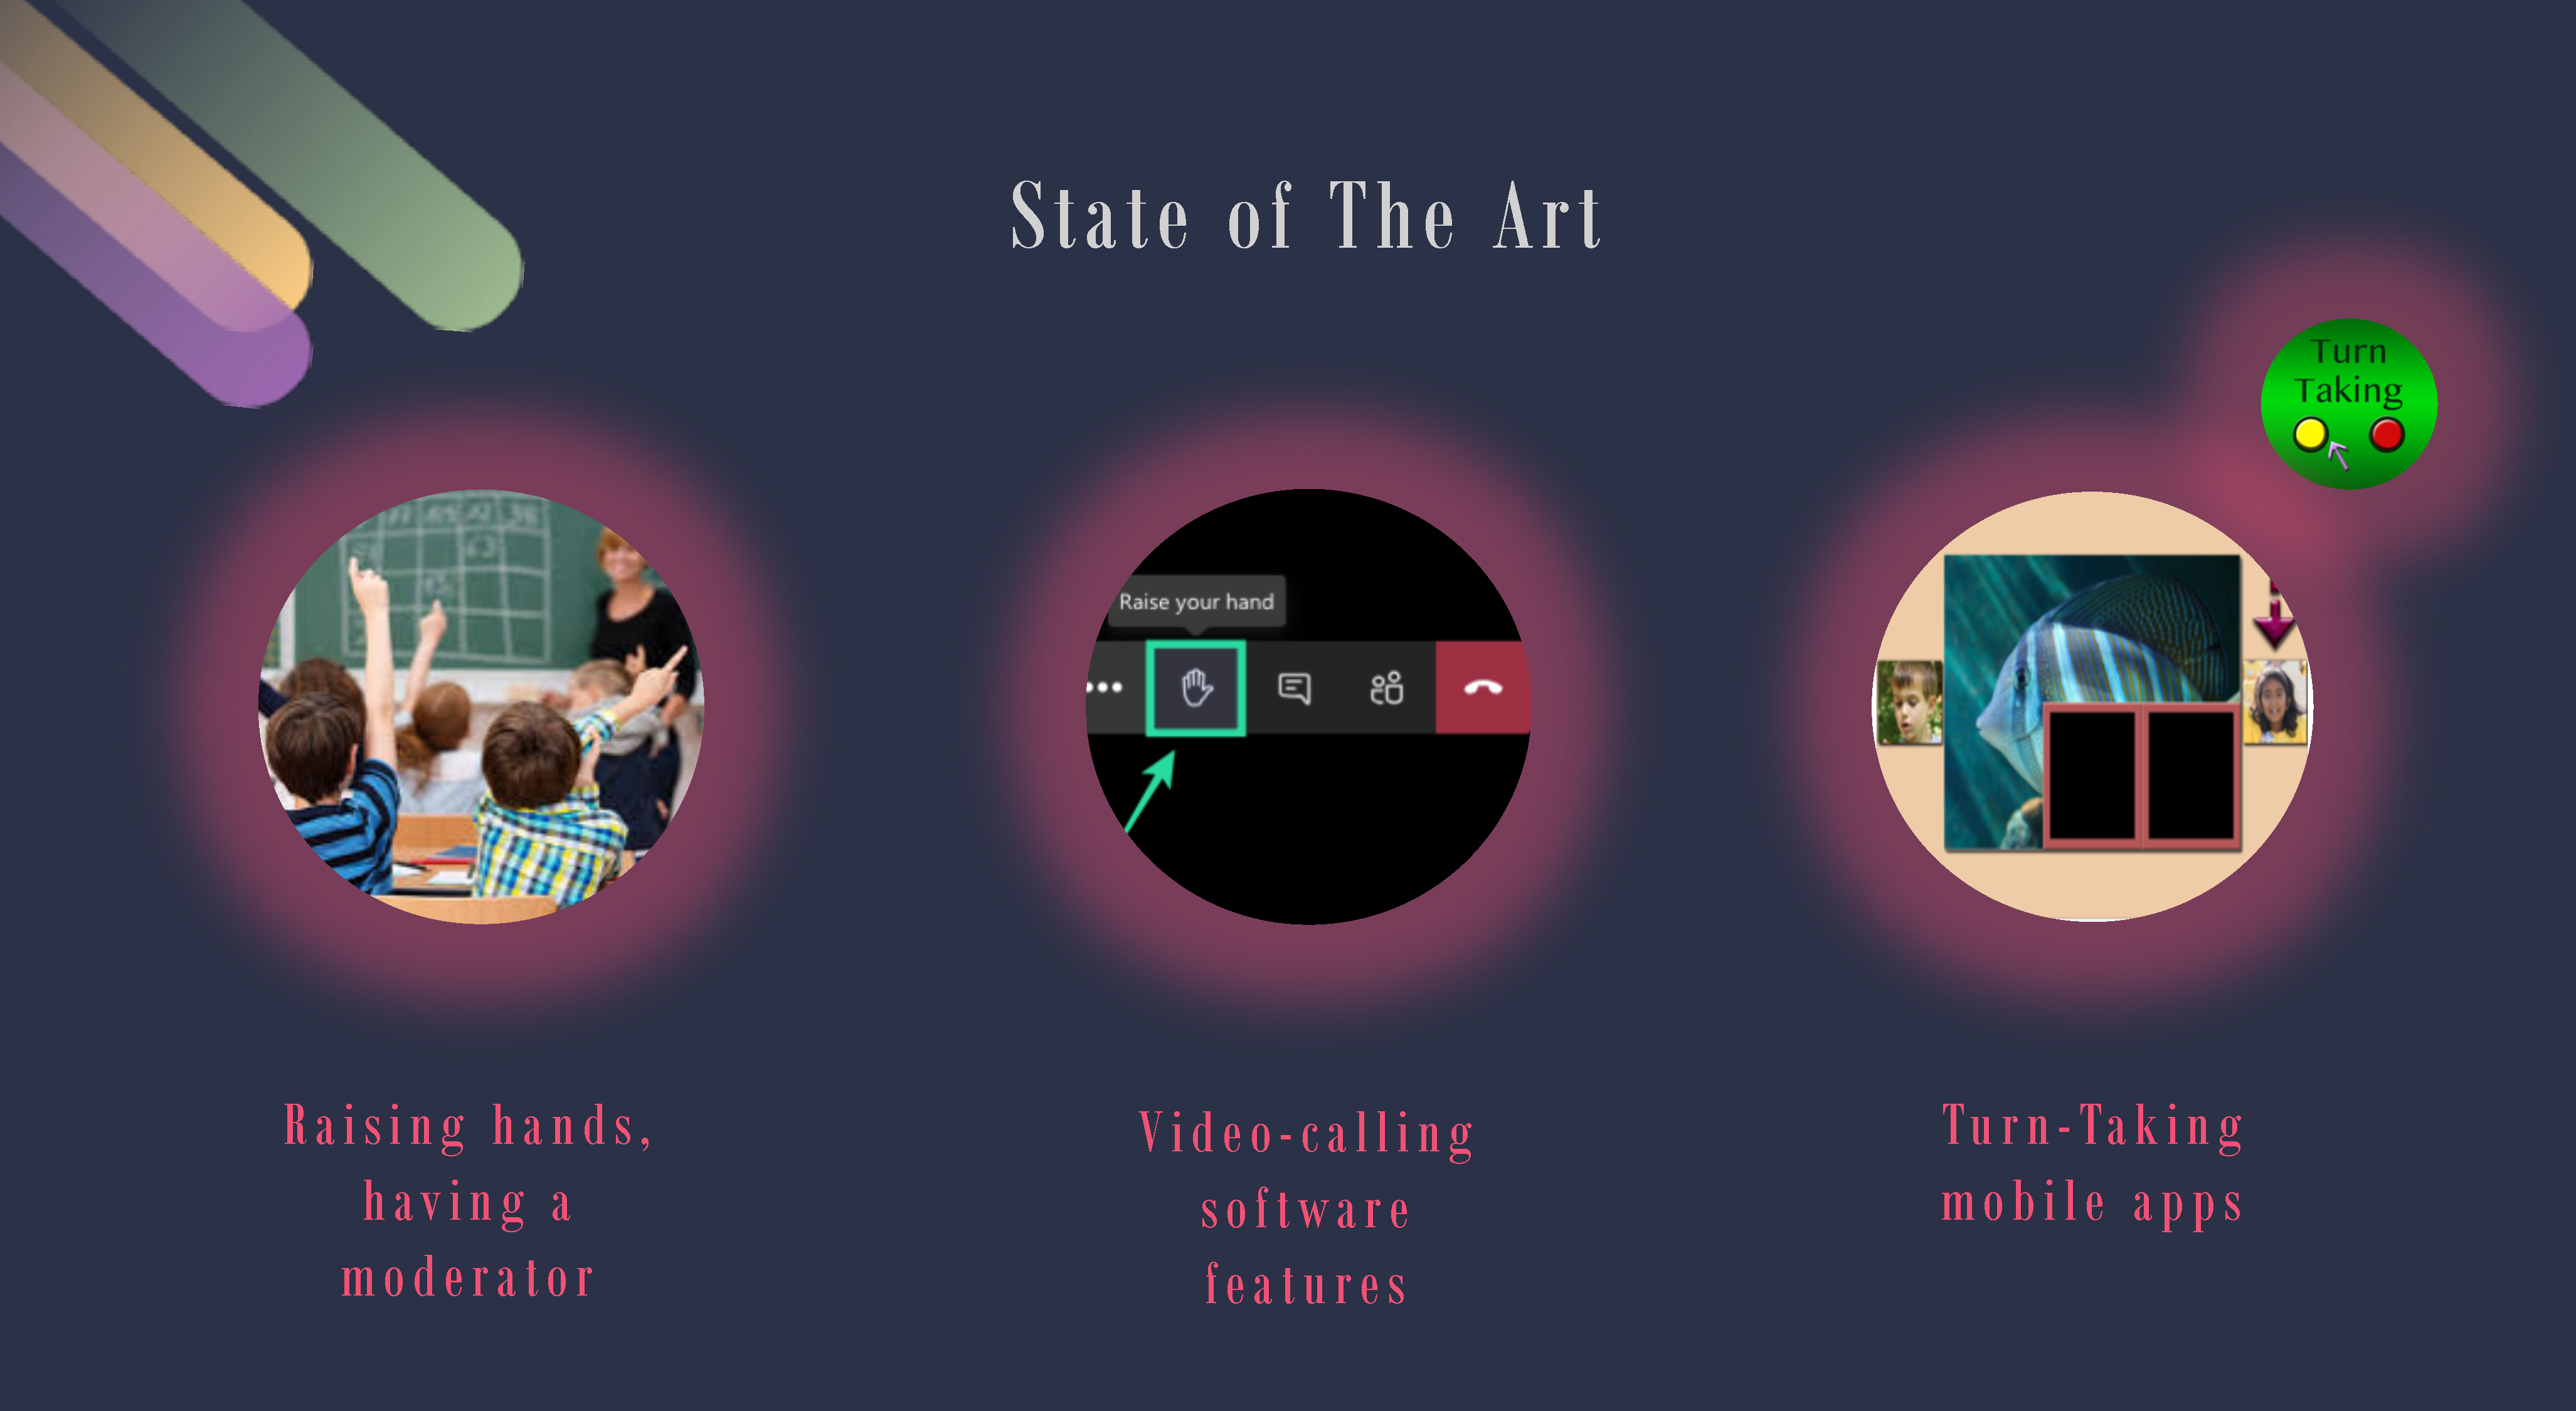 State of The Art
Turn
Taking
Raise your hand
Raising hands,
having a
moderator
Video-calling
software
features
Turn-Taking
mobile apps